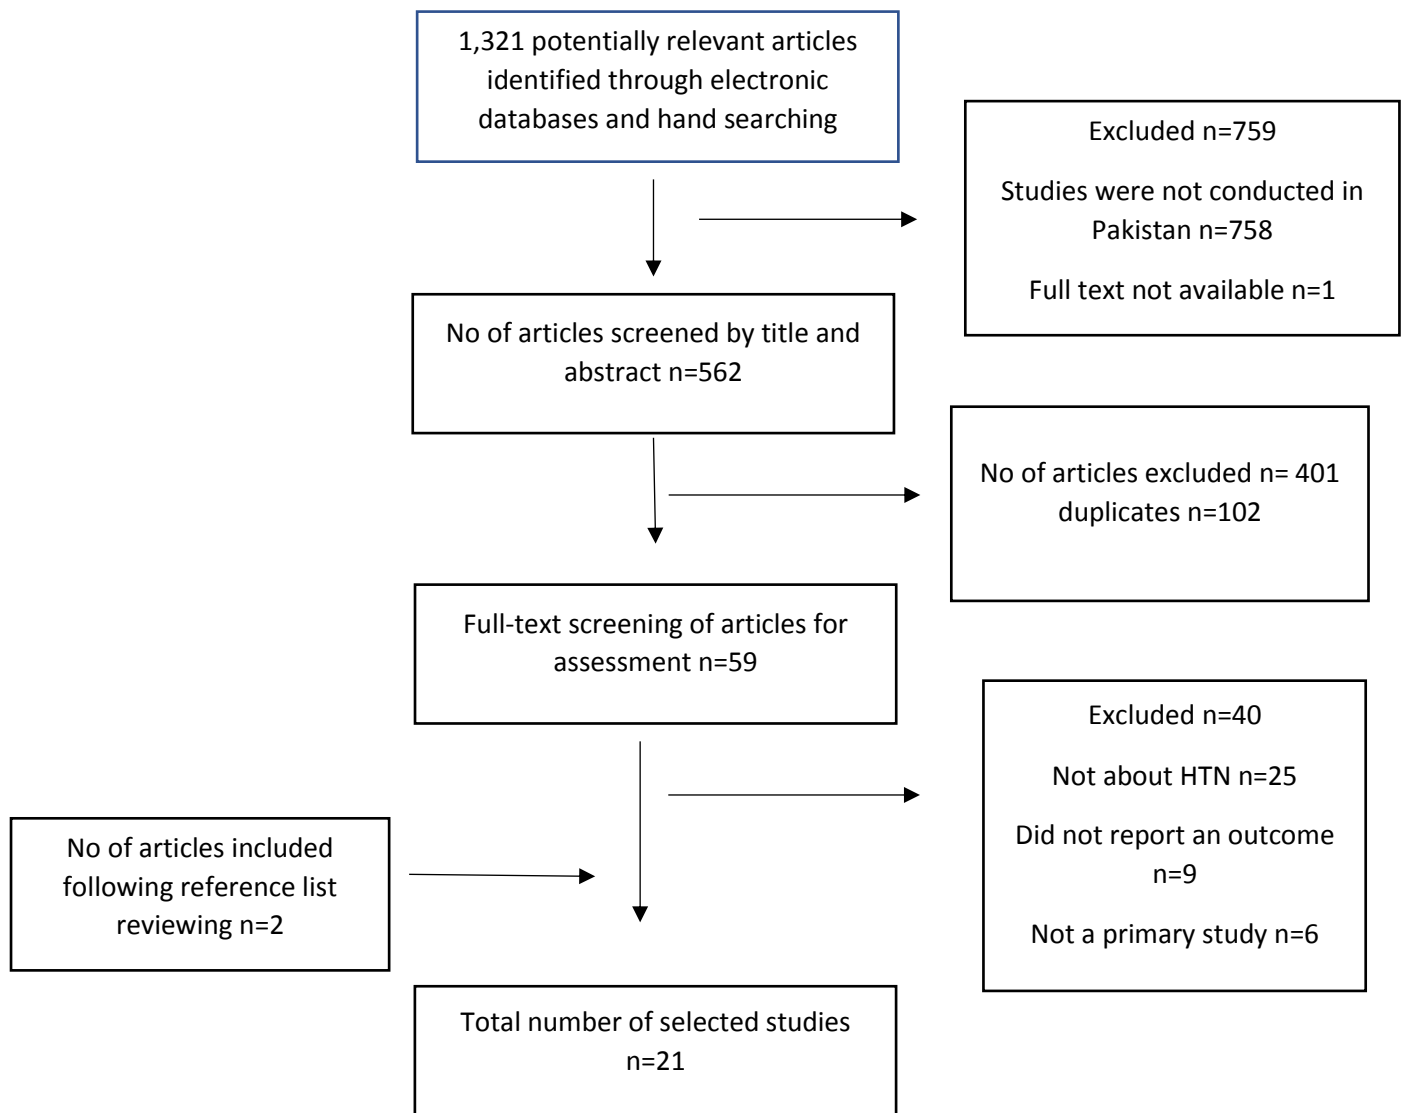 1,321 potentially relevant articles
identified through electronic
databases and hand searching
Excluded n=759
Studies were not conducted in
Pakistan n=758
Full text not available n=1
No of articles screened by title and
abstract n=562
No of articles excluded n= 401
duplicates n=102
Full-text screening of articles for
assessment n=59
Excluded n=40
Not about HTN n=25
Did not report an outcome
n=9
Not a primary study n=6
No of articles included
following reference list
reviewing n=2
Total number of selected studies
n=21